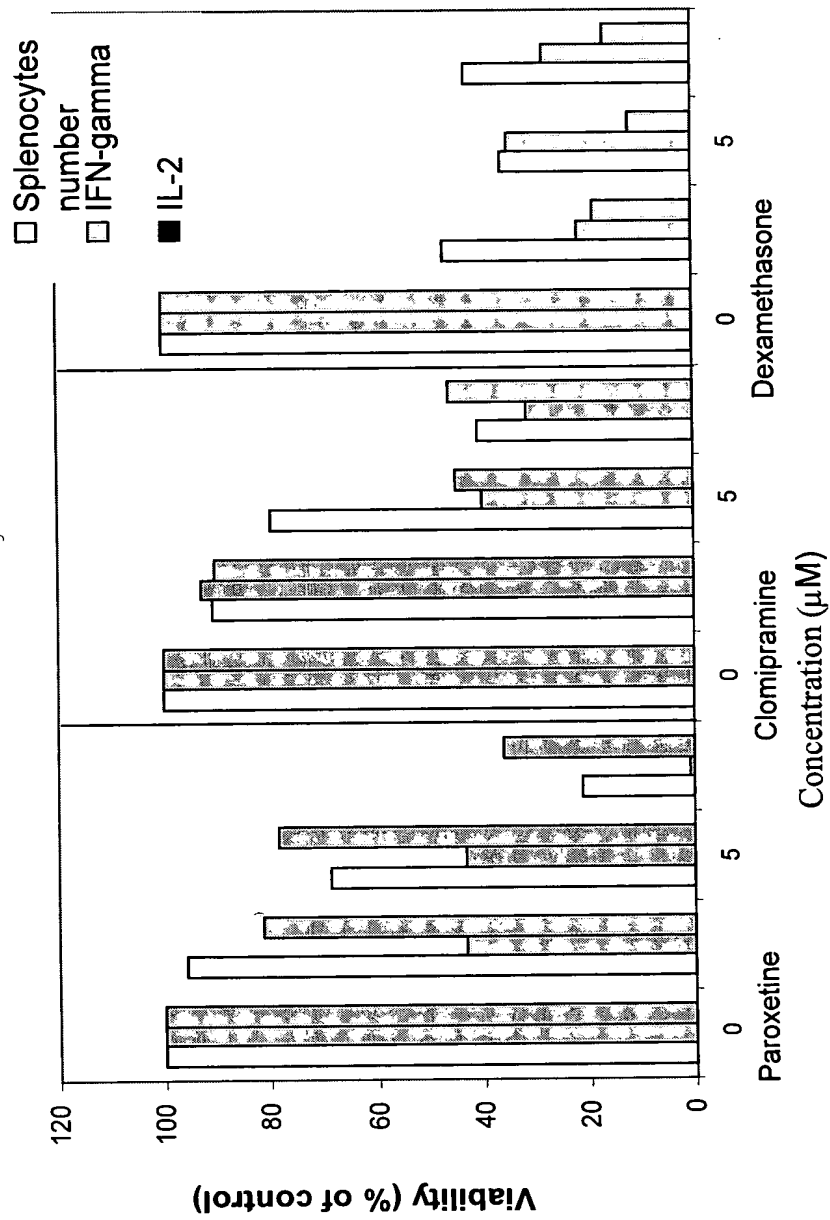 Splenocytes
number
IFN-gamma
IL-2
Viability (% of control)
120
100
80
60
40
20
0
0
5
0
5
0
5
Paroxetine
Clomipramine
Dexamethasone
Concentration (µM)